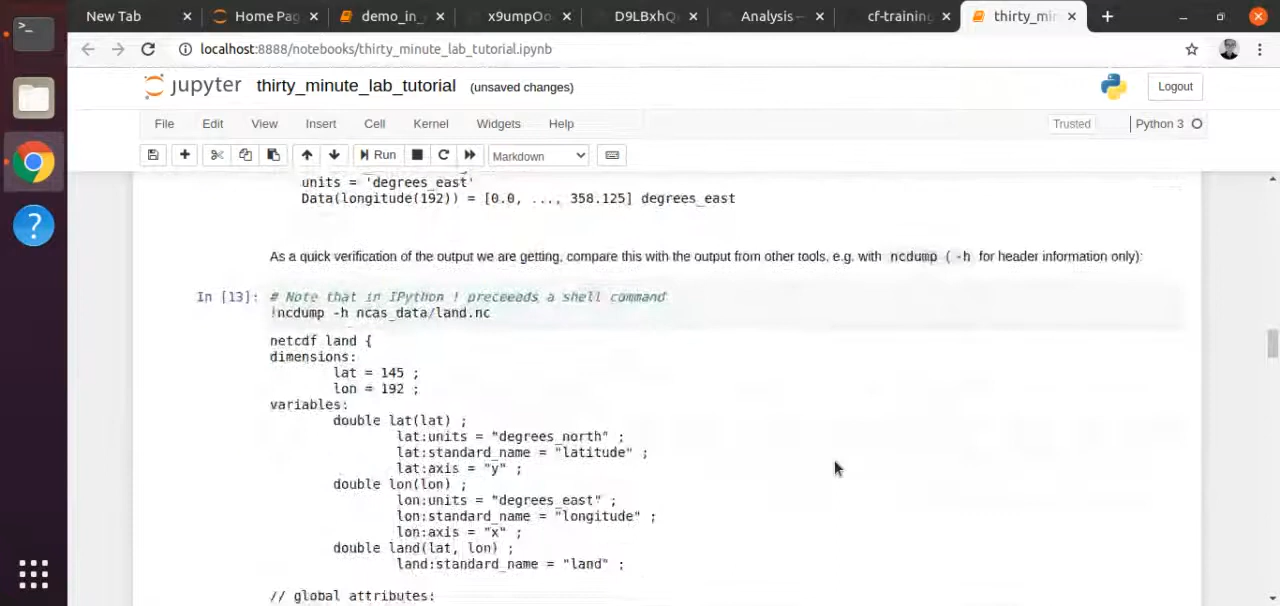 New Tab
Home Pag
demo_in_
x9umpOo
D9LBxhQ
Analysis –
cf-training
thirty_min
localhost:8888/notebooks/thirty_minute_lab_tutorial.ipynb
jupyter thirty_minute_lab_tutorial (unsaved changes)
Logout
File Edit View Insert Cell Kernel Widgets Help
Trusted
Python 3
Run
Markdown
units = 'degrees_east'
Data(longitude(192)) = [0.0, ..., 358.125] degrees_east
As a quick verification of the output we are getting, compare this with the output from other tools, e.g. with ncdump ( -h for header information only):
In [13]: # Note that in IPython ! preceeds a shell command
!ncdump -h ncas_data/land.nc
netcdf land {
dimensions:
lat = 145 ;
lon = 192 ;
variables:
double lat(lat) ;
lat:units = "degrees_north" ;
lat:standard_name = "latitude" ;
lat:axis = "y" ;
double lon(lon) ;
lon:units = "degrees_east" ;
lon:standard_name = "longitude" ;
lon:axis = "x" ;
double land(lat, lon) ;
land:standard_name = "land" ;
// global attributes: